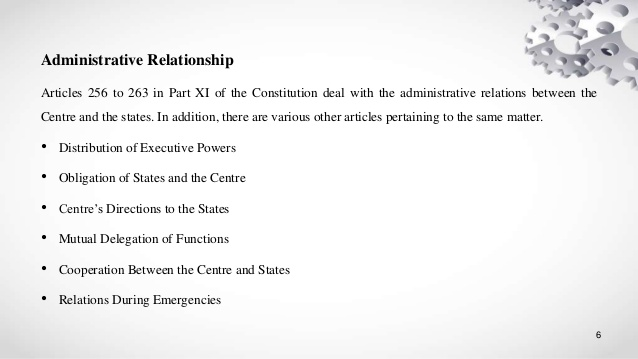 Administrative Relationship
Articles 256 to 263 in Part XI of the Constitution deal with the administrative relations between the
Centre and the states. In addition, there are various other articles pertaining to the same matter.
• Distribution of Executive Powers
• Obligation of States and the Centre
• Centre's Directions to the States
• Mutual Delegation of Functions
• Cooperation Between the Centre and States
• Relations During Emergencies
6